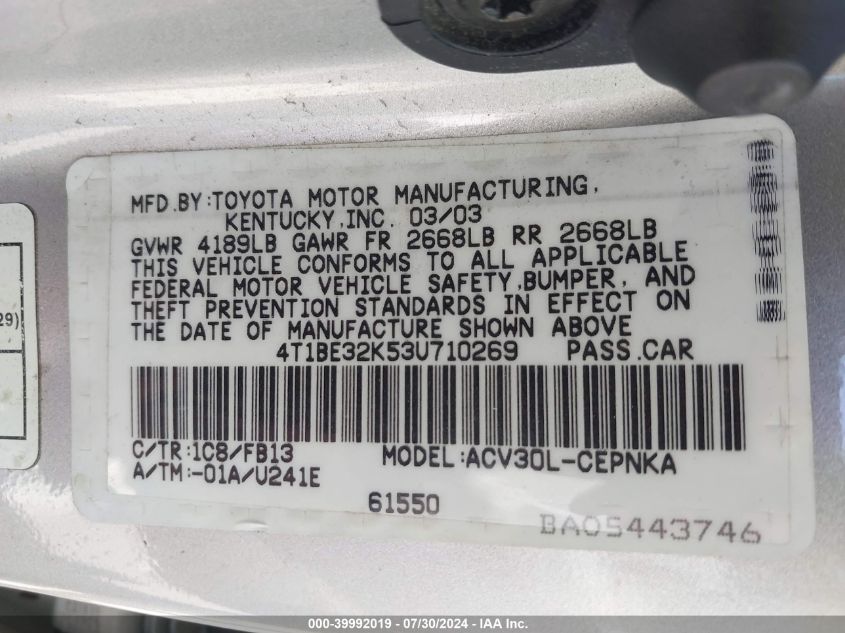 MFD.BY:TOYOTA MOTOR MANUFACTURING,
KENTUCKY,INC. 03/03
GVWR 4189LB GAWR FR 2668LB RR 2668LB
THIS VEHICLE CONFORMS TO ALL APPLICABLE
FEDERAL MOTOR VEHICLE SAFETY,BUMPER, AND
THEFT PREVENTION STANDARDS IN EFFECT ON
THE DATE OF MANUFACTURE SHOWN ABOVE
4T1BE32K53U710269 PASS.CAR
C/TR:1C8/FB13 MODEL:ACV30L-CEPNKA
A/TM:-01A/U241E
61550
BA05443746
29)
000-39992019 - 07/30/2024 - IAA Inc.